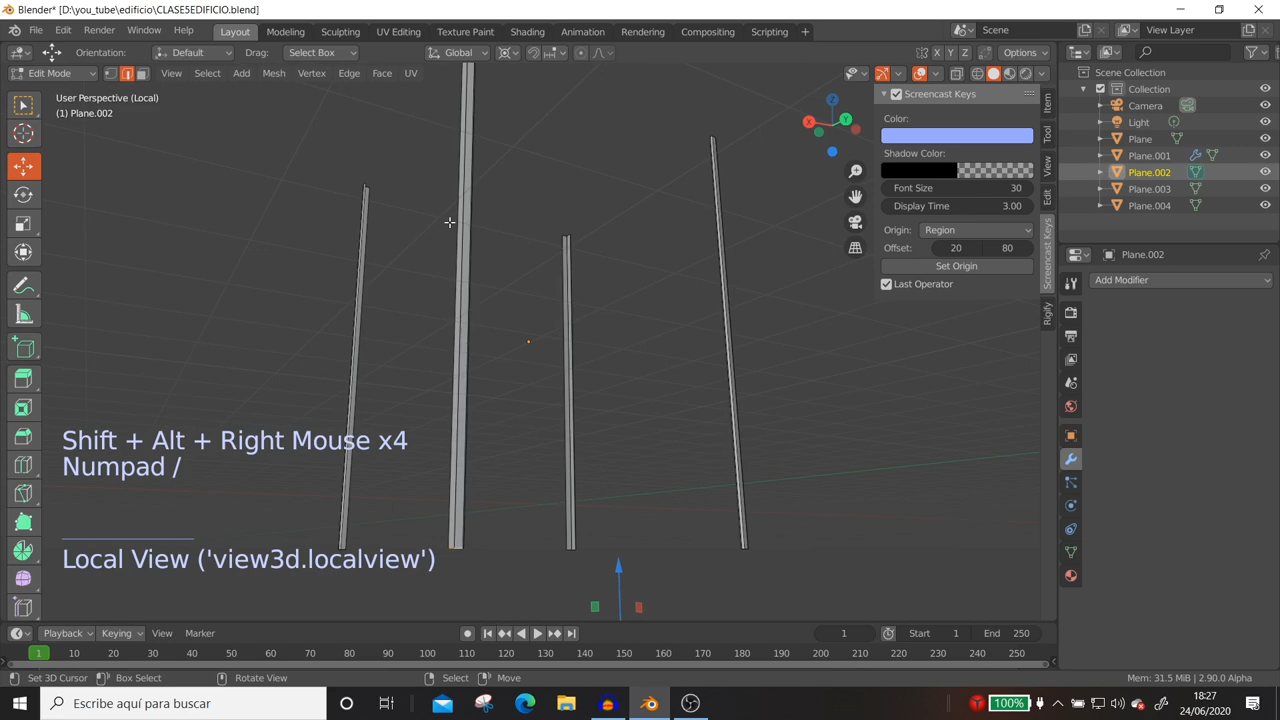 Blender* [D:\you_tube\edificio\CLASE5EDIFICIO.blend]
File Edit Render Window Help Layout Modeling Sculpting UV Editing Texture Paint Shading Animation Rendering Compositing Scripting + Scene View Layer
Orientation: Default Drag: Select Box Global X Y Z Options
Edit Mode View Select Add Mesh Vertex Edge Face UV
User Perspective (Local)
(1) Plane.002
Screencast Keys
Color:
Shadow Color:
Font Size 30
Display Time 3.00
Origin: Region
Offset: 20 80
Set Origin
Last Operator
Item
Tool
View
Edit
Screencast Keys
Rigify
X Y Z
Scene Collection
Collection
Camera
Light
Plane
Plane.001
Plane.002
Plane.003
Plane.004
Plane.002
Add Modifier
Shift + Alt + Right Mouse x4
Numpad /
Local View ('view3d.localview')
Playback Keying View Marker 1 Start 1 End 250
1 10 20 30 40 50 60 70 80 90 100 110 120 130 140 150 160 170 180 190 200 210 220 230 240 250
Set 3D Cursor Box Select Rotate View Select Move Mem: 31.5 MiB | 2.90.0 Alpha
Escribe aquí para buscar
100%
18:27
24/06/2020